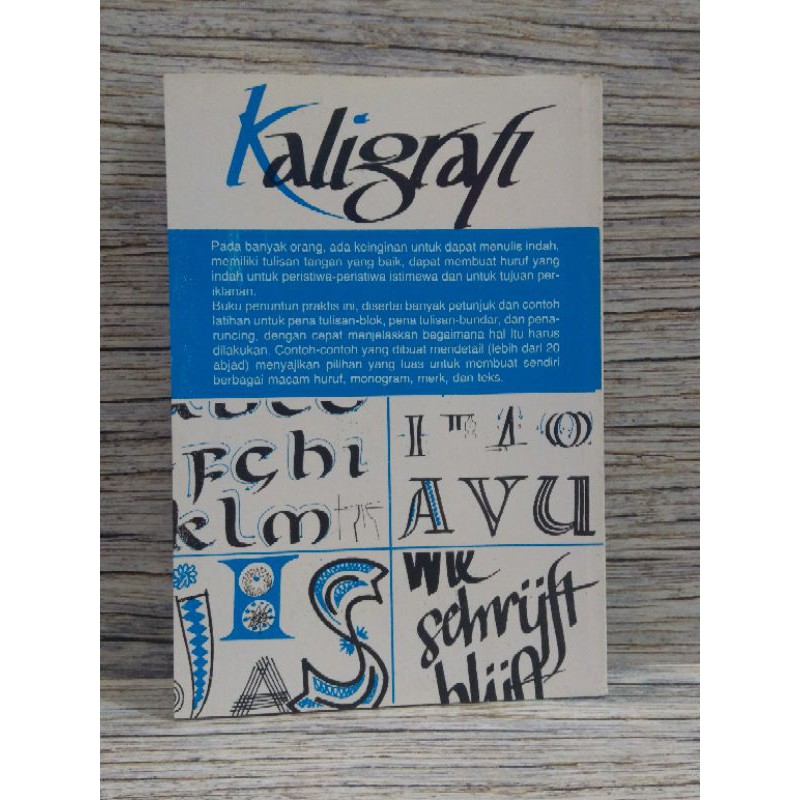 Kaligrafi
Pada banyak orang, ada keinginan untuk dapat menulis indah,
memiliki tulisan tangan yang baik, dapat membuat huruf yang
indah untuk peristiwa-peristiwa istimewa dan untuk tujuan per-
iklanan.
Buku penuntun praktis ini, disertai banyak petunjuk dan contoh
latihan untuk pena tulisan-blok, pena tulisan-bundar, dan pena-
runcing, dengan cepat menjelaskan bagaimana hal itu harus
dilakukan. Contoh-contoh yang dibuat mendetail (lebih dari 20
abjad) menyajikan pilihan yang luas untuk membuat sendiri
berbagai macam huruf, monogram, merk, dan teks.
FGhi
klm
A V U
I
S
A
Wie
schrijft
blijft